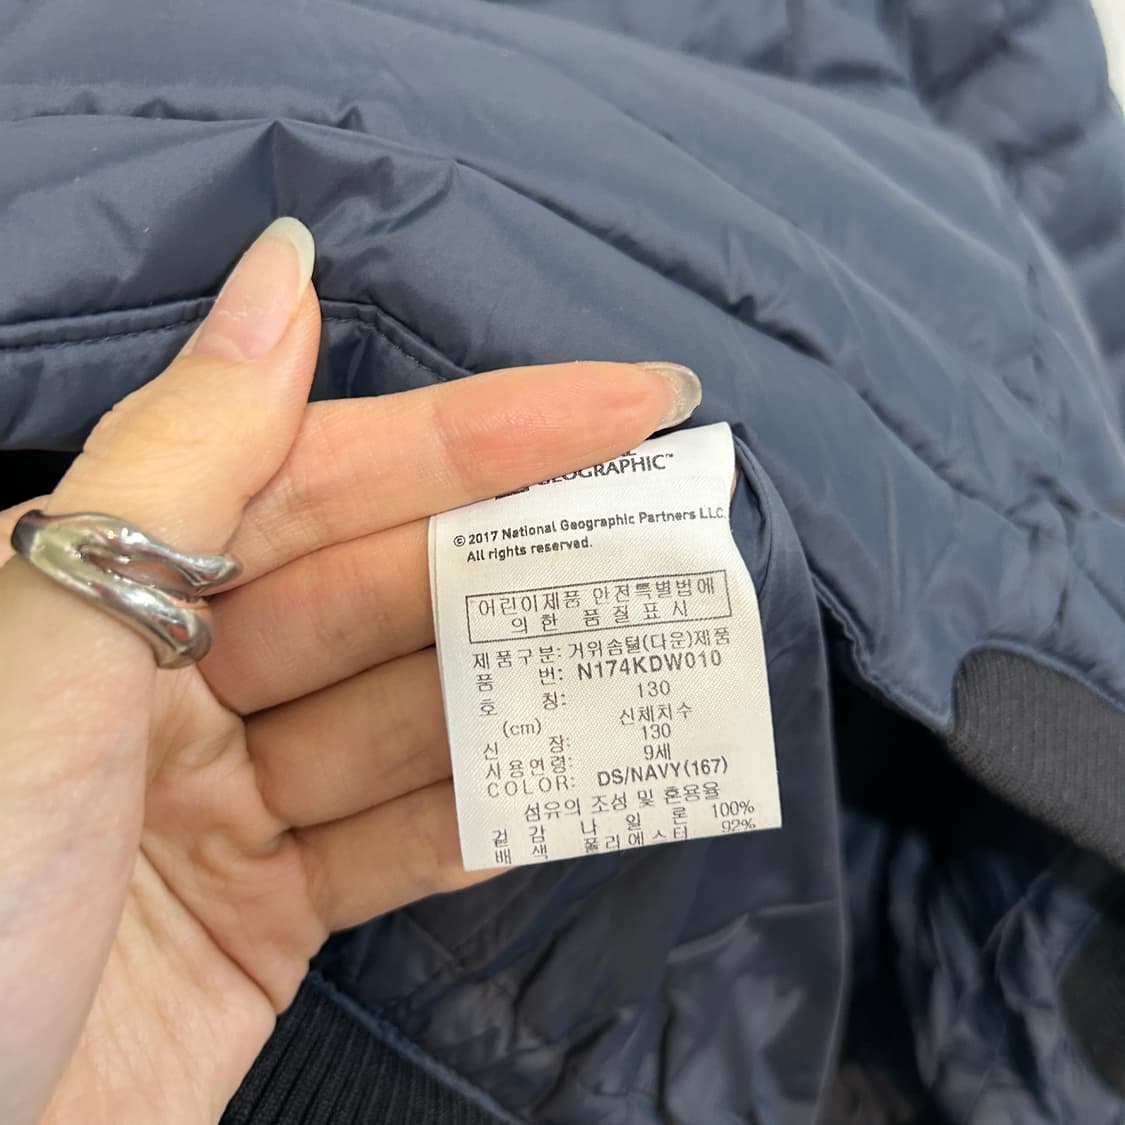 GEOGRAPHIC™
© 2017 National Geographic Partners LLC.
All rights reserved.
어린이제품 안전특별법에
의한 품질표시
제품구분: 거위솜털(다운)제품
품 번: N174KDW010
호 칭: 130
(cm) 신체치수
신 장: 130
사용연령: 9세
COLOR: DS/NAVY(167)
섬유의 조성 및 혼용율
겉감 나일론 100%
배색 폴리에스터 92%